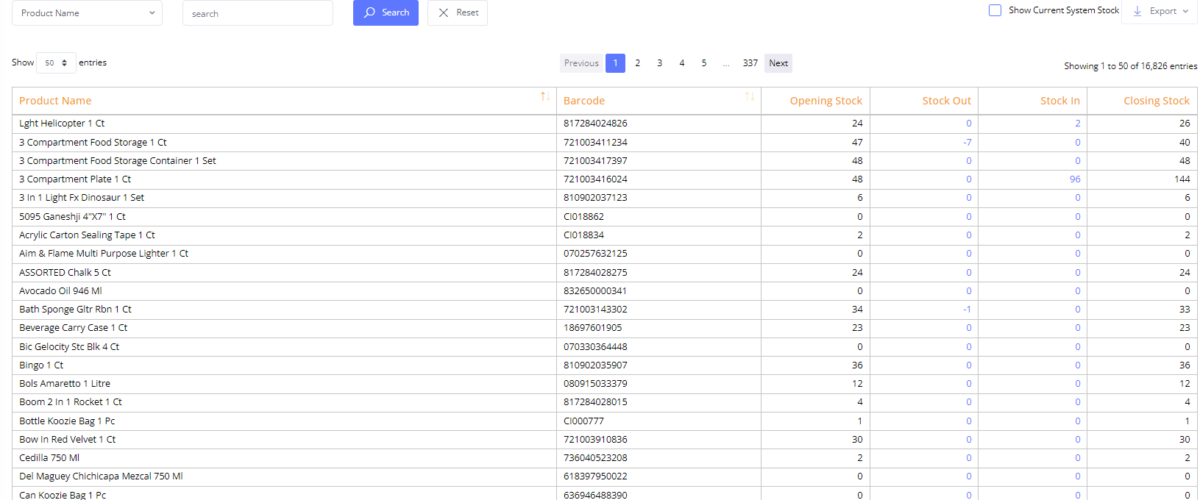 Product Name search Search Reset Show Current System Stock Export
Show 50 entries Previous 1 2 3 4 5 ... 337 Next Showing 1 to 50 of 16,826 entries
Product Name Barcode Opening Stock Stock Out Stock In Closing Stock
Lght Helicopter 1 Ct 817284024826 24 0 2 26
3 Compartment Food Storage 1 Ct 721003411234 47 -7 0 40
3 Compartment Food Storage Container 1 Set 721003417397 48 0 0 48
3 Compartment Plate 1 Ct 721003416024 48 0 96 144
3 In 1 Light Fx Dinosaur 1 Set 810902037123 6 0 0 6
5095 Ganeshji 4"X7" 1 Ct CI018862 0 0 0 0
Acrylic Carton Sealing Tape 1 Ct CI018834 2 0 0 2
Aim & Flame Multi Purpose Lighter 1 Ct 070257632125 0 0 0 0
ASSORTED Chalk 5 Ct 817284028275 24 0 0 24
Avocado Oil 946 Ml 832650000341 0 0 0 0
Bath Sponge Gltr Rbn 1 Ct 721003143302 34 -1 0 33
Beverage Carry Case 1 Ct 18697601905 23 0 0 23
Bic Gelocity Stc Blk 4 Ct 070330364448 0 0 0 0
Bingo 1 Ct 810902035907 36 0 0 36
Bols Amaretto 1 Litre 080915033379 12 0 0 12
Boom 2 In 1 Rocket 1 Ct 817284028015 4 0 0 4
Bottle Koozie Bag 1 Pc CI000777 1 0 0 1
Bow In Red Velvet 1 Ct 721003910836 30 0 0 30
Cedilla 750 Ml 736040523208 2 0 0 2
Del Maguey Chichicapa Mezcal 750 Ml 618397950022 0 0 0 0
Can Koozie Bag 1 Pc 636946488390 0 0 0 0